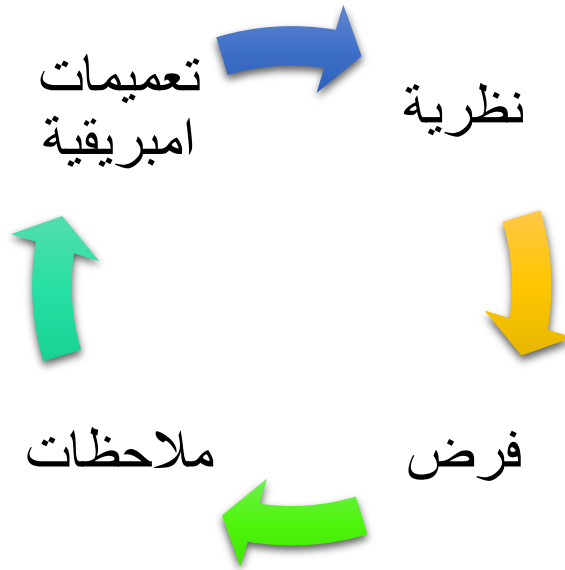 تعميمات
امبريقية
نظرية
فرض
ملاحظات